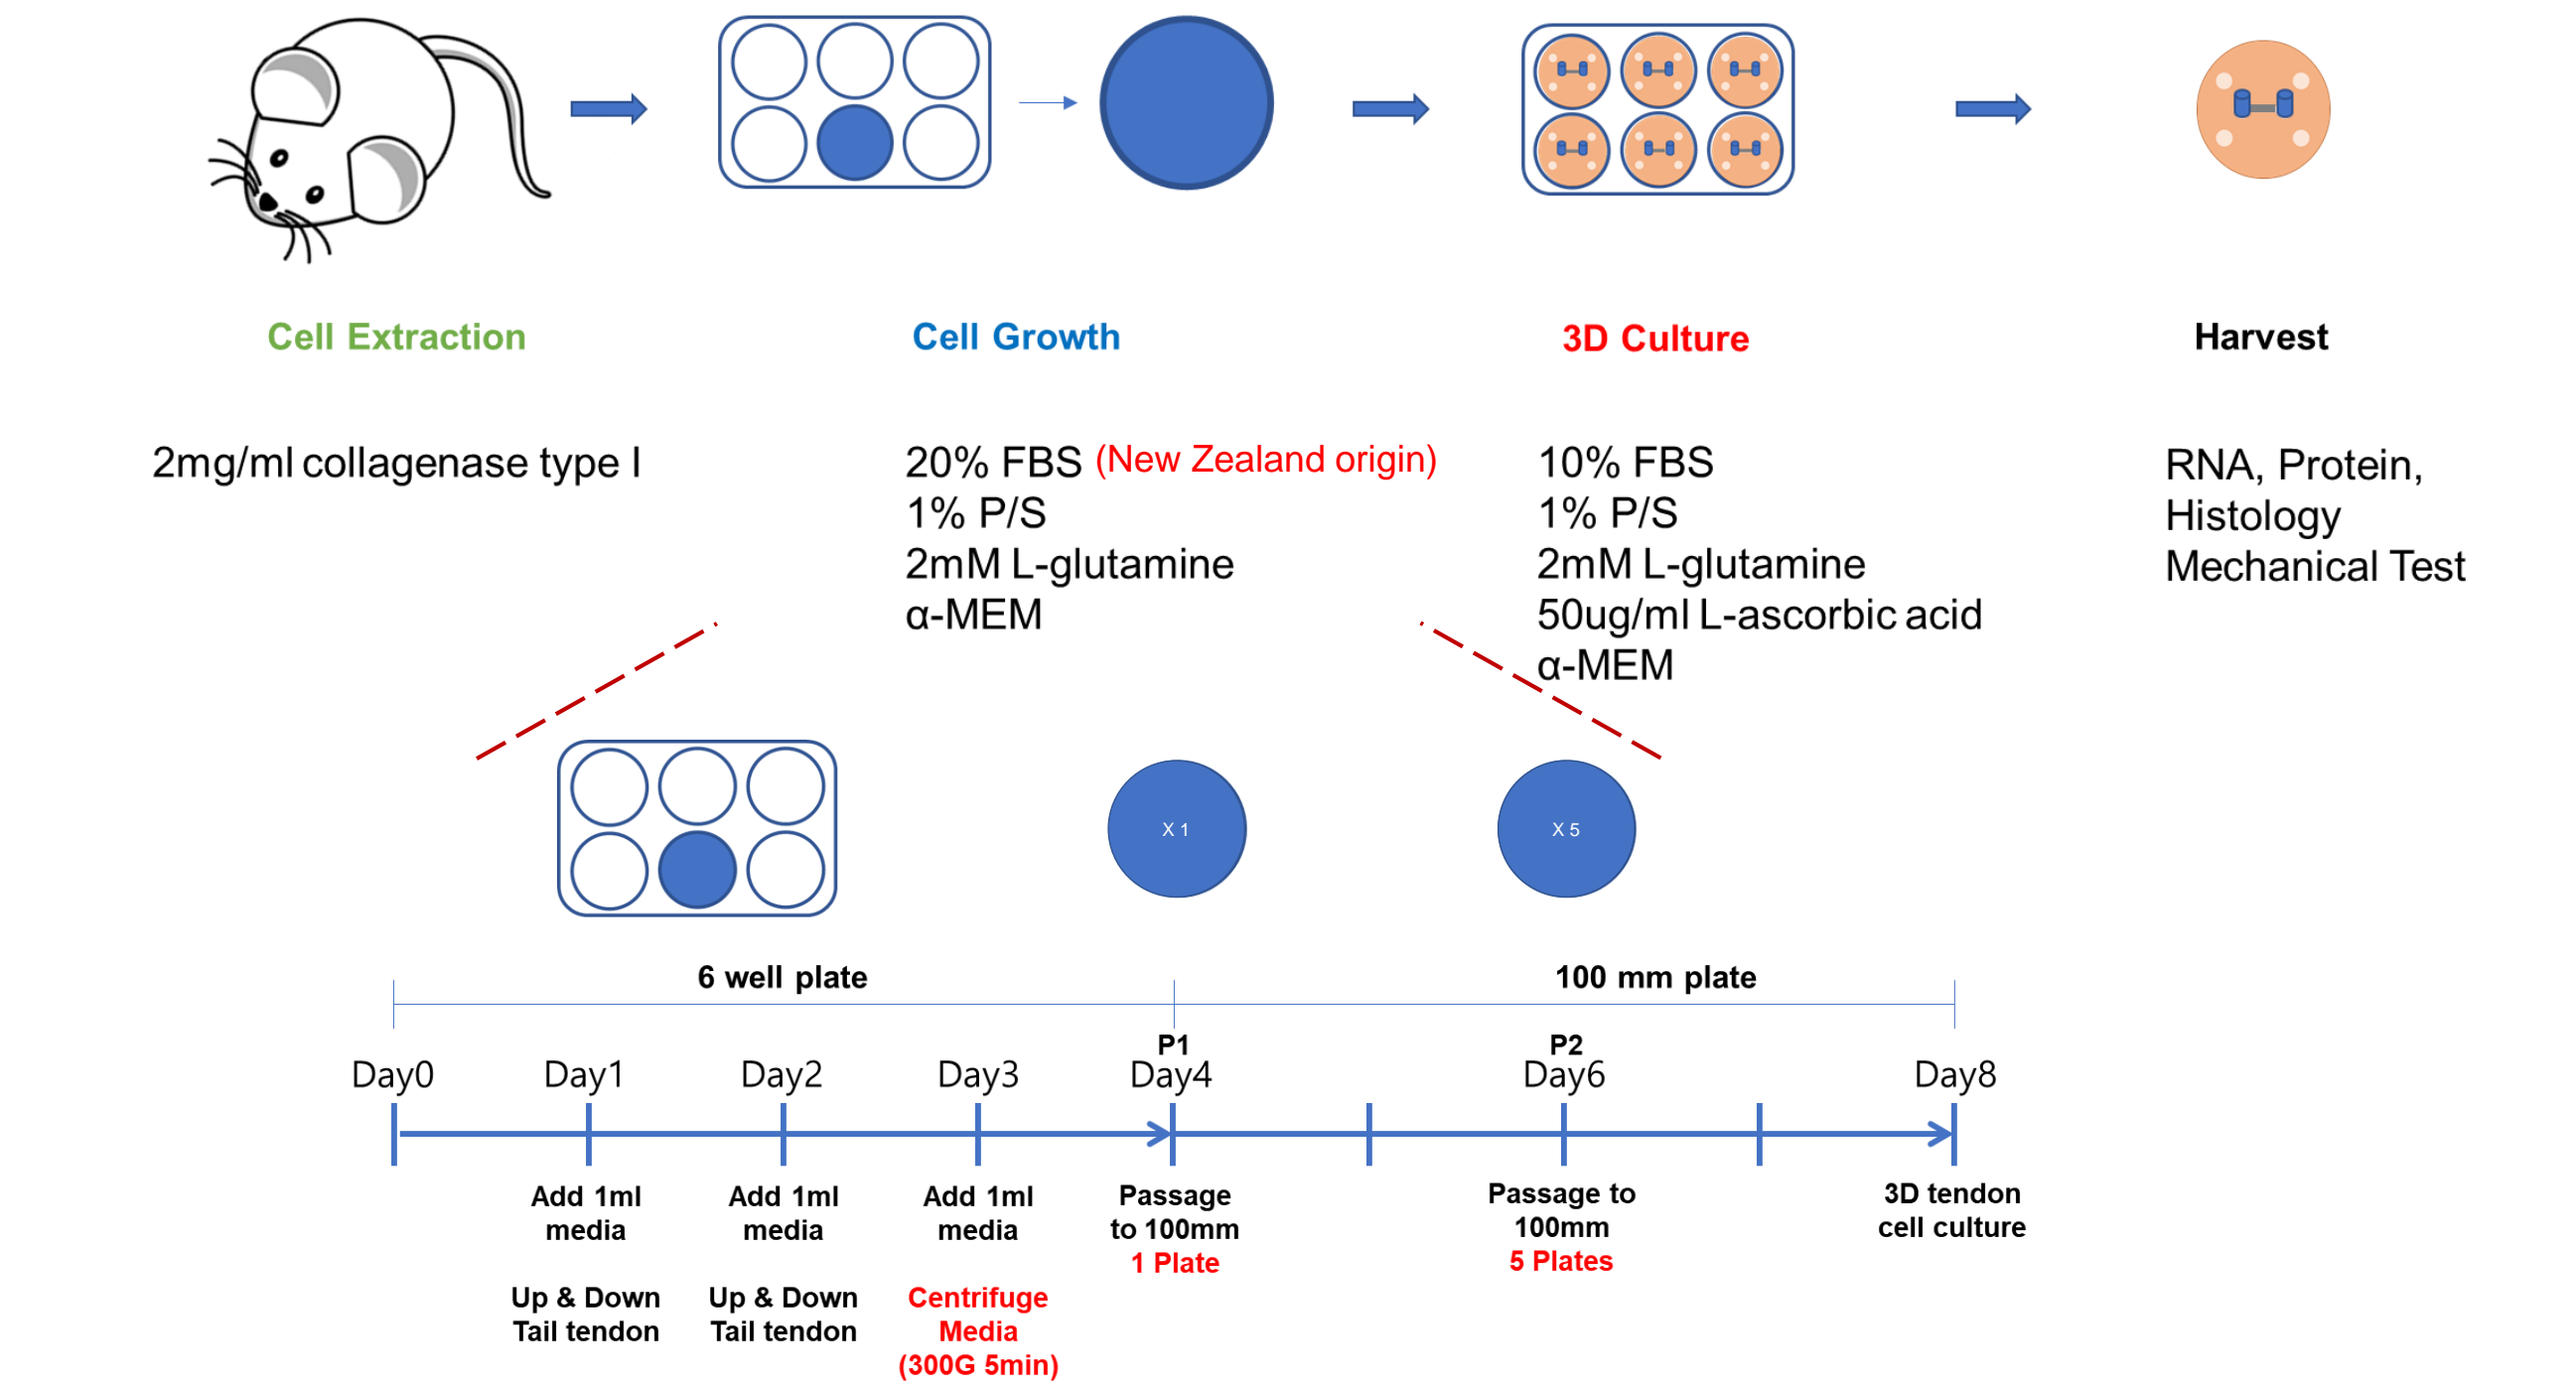 Cell Extraction
Cell Growth
3D Culture
Harvest
2mg/ml collagenase type I
20% FBS (New Zealand origin)
1% P/S
2mM L-glutamine
α-MEM
10% FBS
1% P/S
2mM L-glutamine
50ug/ml L-ascorbic acid
α-MEM
RNA, Protein,
Histology
Mechanical Test
X 1
X 5
6 well plate
100 mm plate
P1
P2
Day0
Day1
Day2
Day3
Day4
Day6
Day8
Add 1ml
media
Up & Down
Tail tendon
Add 1ml
media
Up & Down
Tail tendon
Add 1ml
media
Centrifuge
Media
(300G 5min)
Passage
to 100mm
1 Plate
Passage to
100mm
5 Plates
3D tendon
cell culture